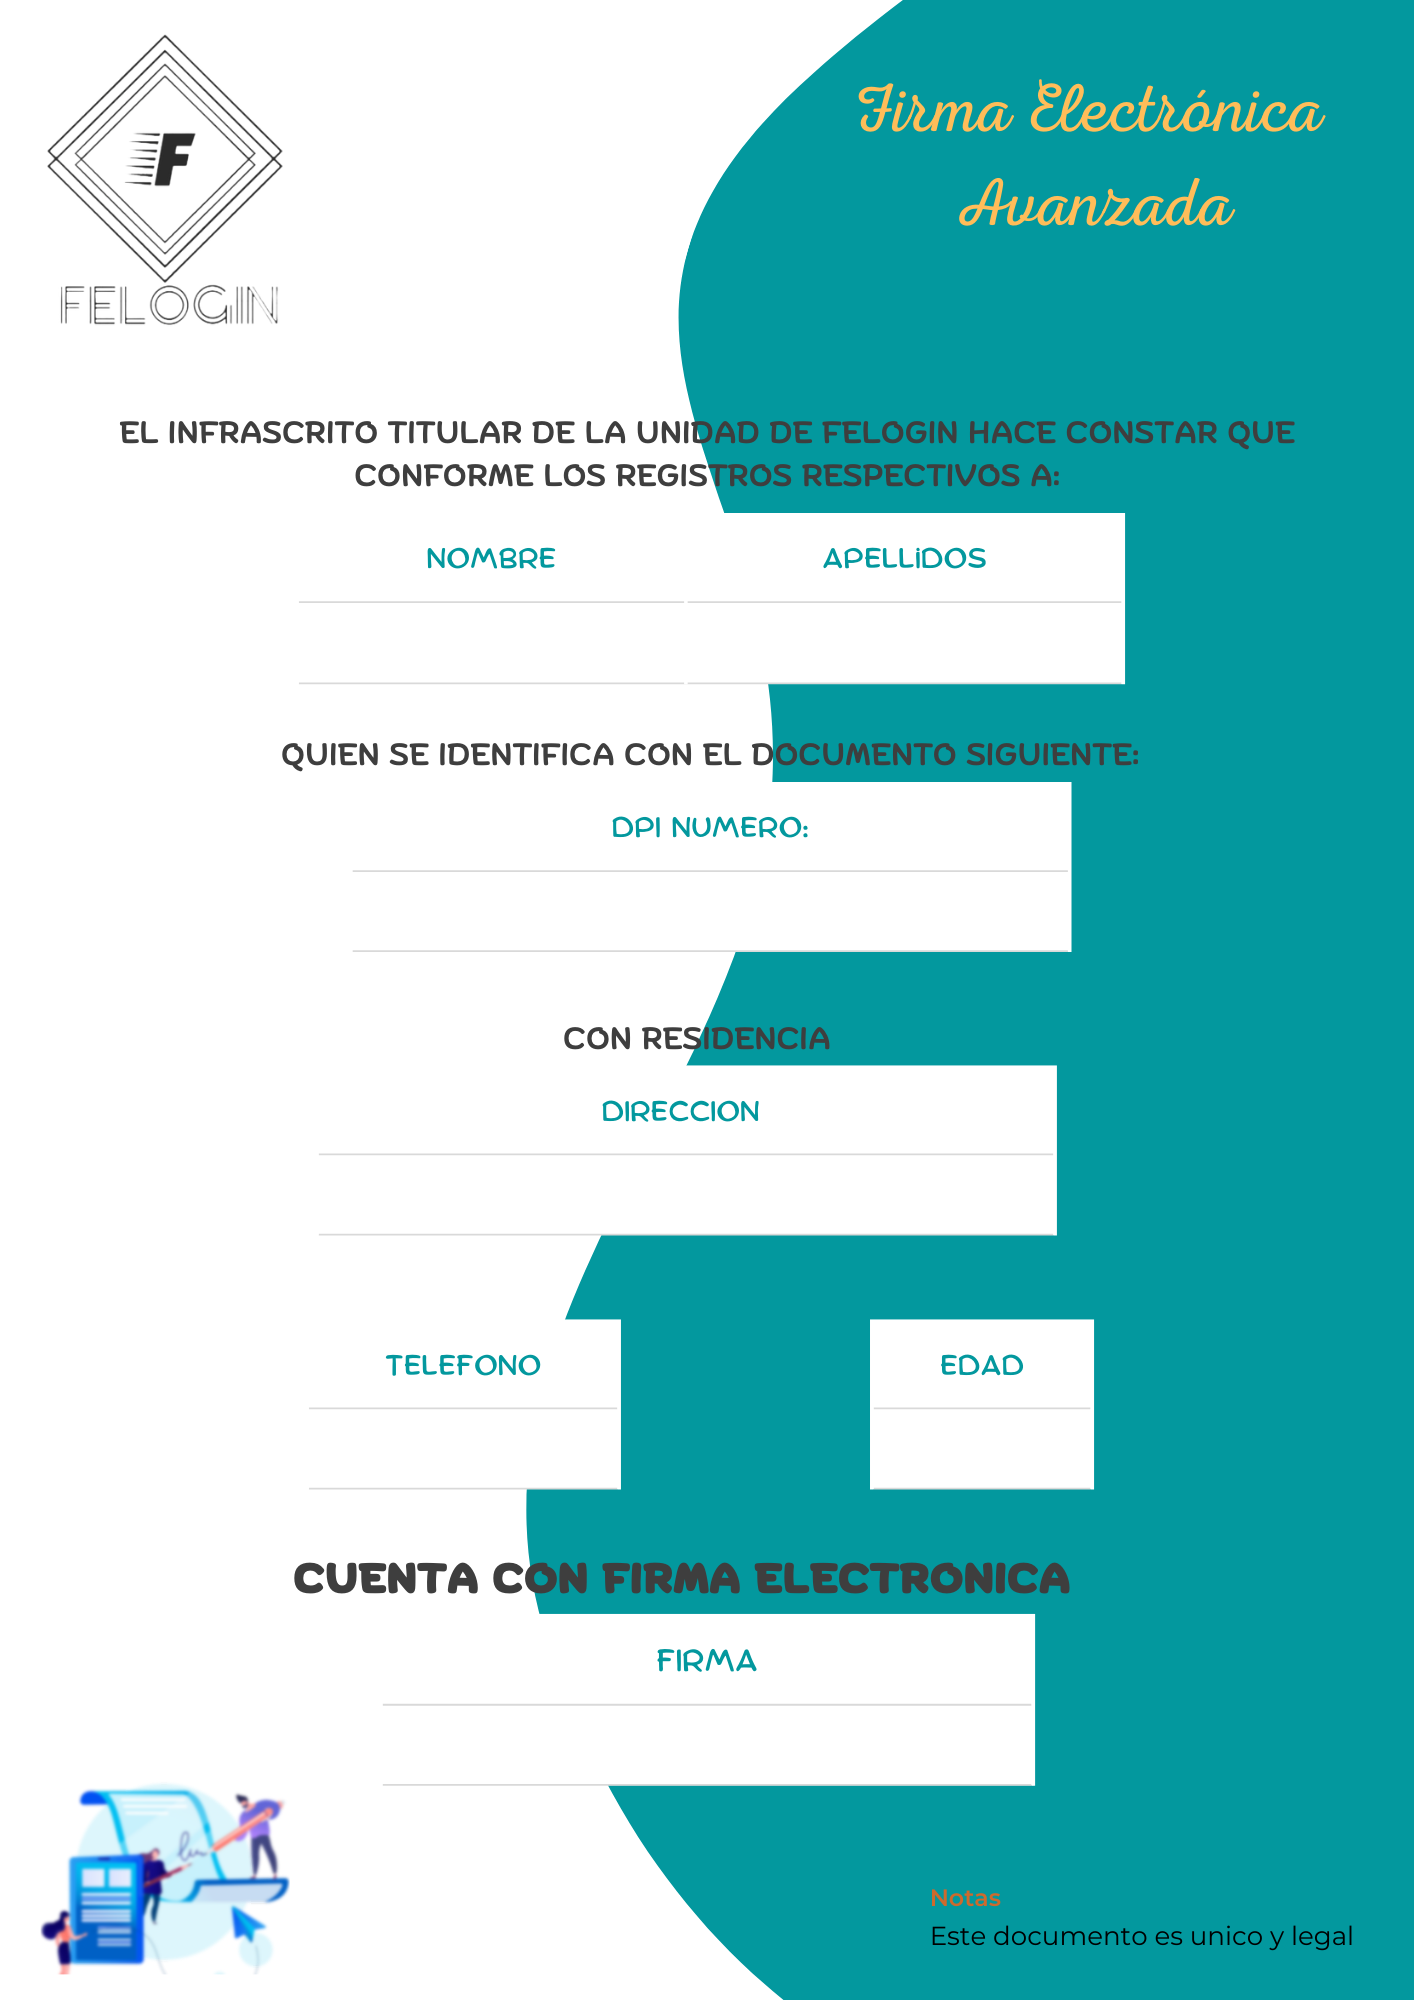 F
FELOGIN
Firma Electrónica
Avanzada
EL INFRASCRITO TITULAR DE LA UNIDAD DE FELOGIN HACE CONSTAR QUE
CONFORME LOS REGISTROS RESPECTIVOS A:
NOMBRE APELLiDOS
QUIEN SE IDENTIFICA CON EL DOCUMENTO SIGUIENTE:
DPI NUMERO:
CON RESIDENCIA
DIRECCION
TELEFONO EDAD
CUENTA CON FIRMA ELECTRONICA
FIRMA
Notas
Este documento es unico y legal